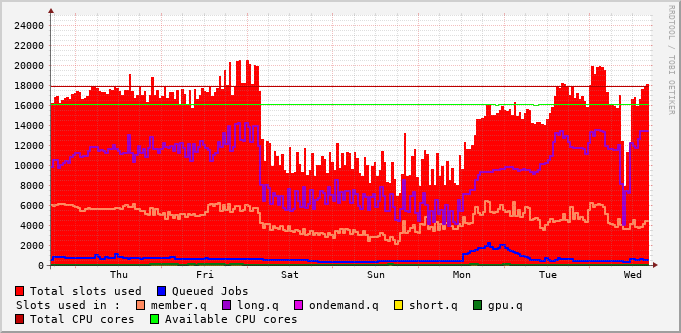 24000
22000
20000
18000
16000
14000
12000
10000
8000
6000
4000
2000
0
Thu Fri Sat Sun Mon Tue Wed
Total slots used Queued Jobs
Slots used in : member.q long.q ondemand.q short.q gpu.q
Total CPU cores Available CPU cores
RRDTOOL / TOBI OETIKER